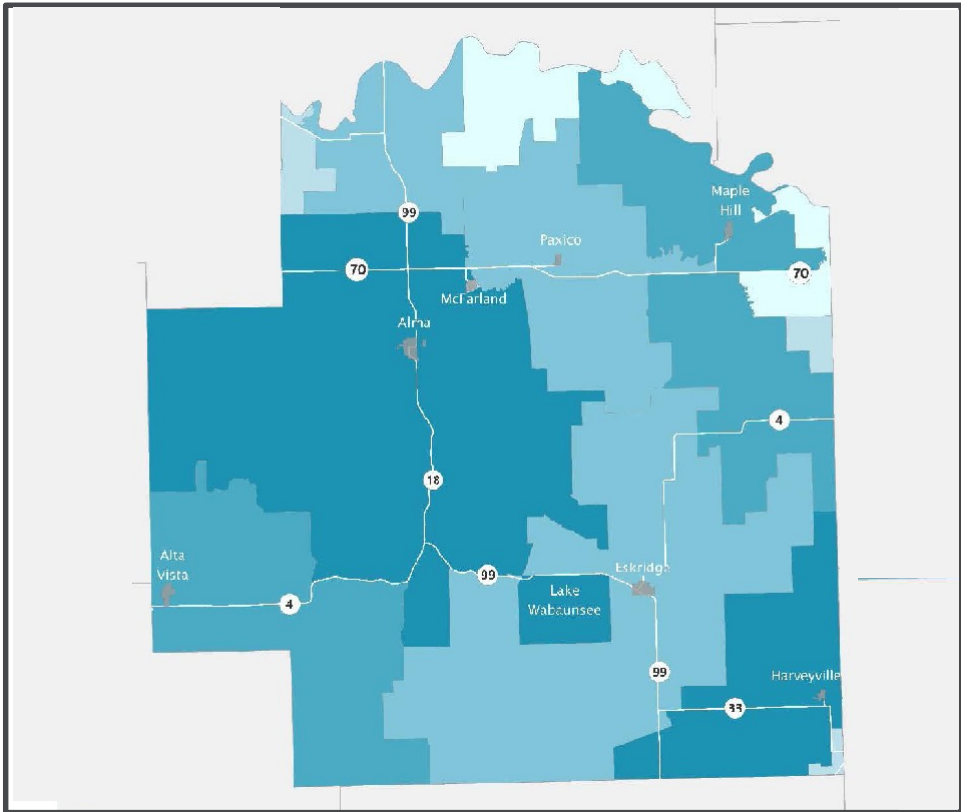 Maple
Hill
99
Paxico
70
70
McFarland
Alma
4
18
Alta
Vista
99
Eskridge
Lake
Wabaunsee
4
99
Harveyville
33